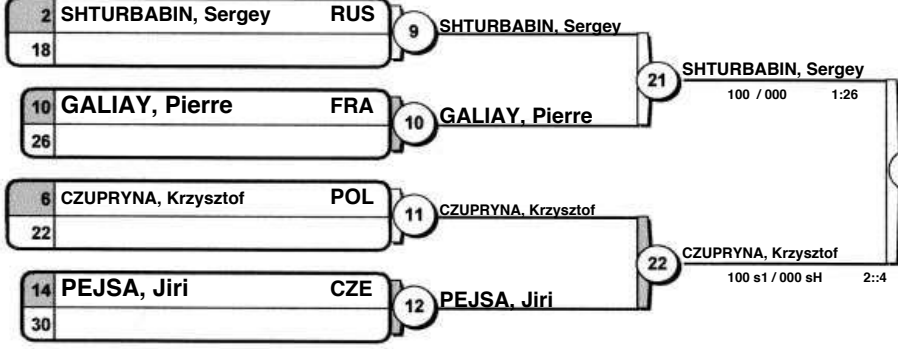 2 SHTURBABIN, Sergey RUS
18
9
SHTURBABIN, Sergey
10 GALIAY, Pierre FRA
26
10
GALIAY, Pierre
21
SHTURBABIN, Sergey
100 / 000 1:26
6 CZUPRYNA, Krzysztof POL
22
11
CZUPRYNA, Krzysztof
14 PEJSA, Jiri CZE
30
12
PEJSA, Jiri
22
CZUPRYNA, Krzysztof
100 s1 / 000 sH 2::4